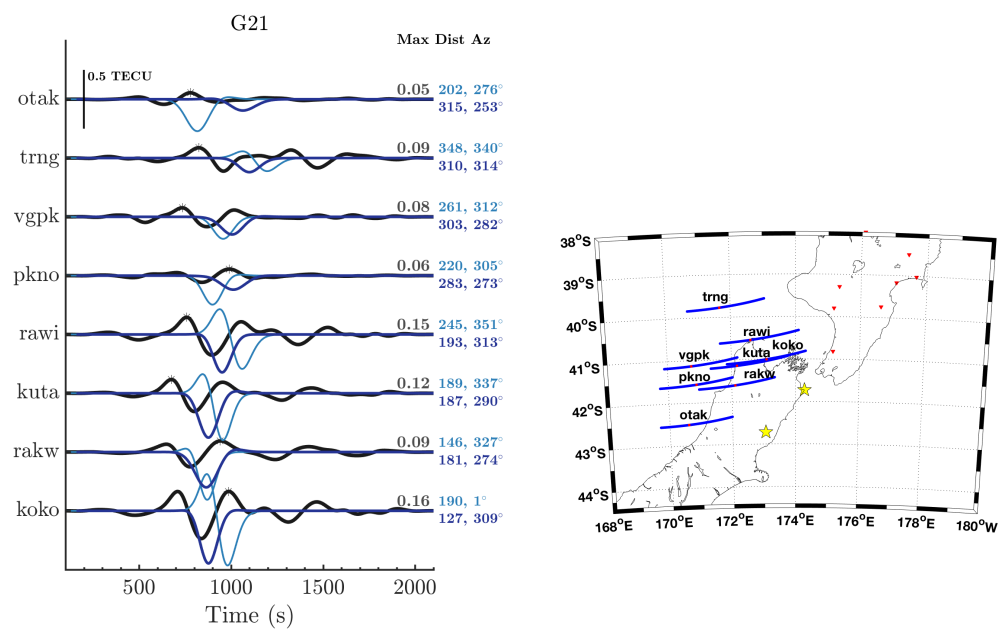 G21
Max Dist Az
0.5 TECU
otak 0.05 202, 276°
315, 253°
trng 0.09 348, 340°
310, 314°
vgpk 0.08 261, 312°
303, 282°
pkno 0.06 220, 305°
283, 273°
rawi 0.15 245, 351°
193, 313°
kuta 0.12 189, 337°
187, 290°
rakw 0.09 146, 327°
181, 274°
koko 0.16 190, 1°
127, 309°
500 1000 1500 2000
Time (s)
38°S
39°S
40°S
41°S
42°S
43°S
44°S
trng
rawi
koko
kuta
vgpk
rakw
pkno
otak
168°E 170°E 172°E 174°E 176°E 178°E 180°W